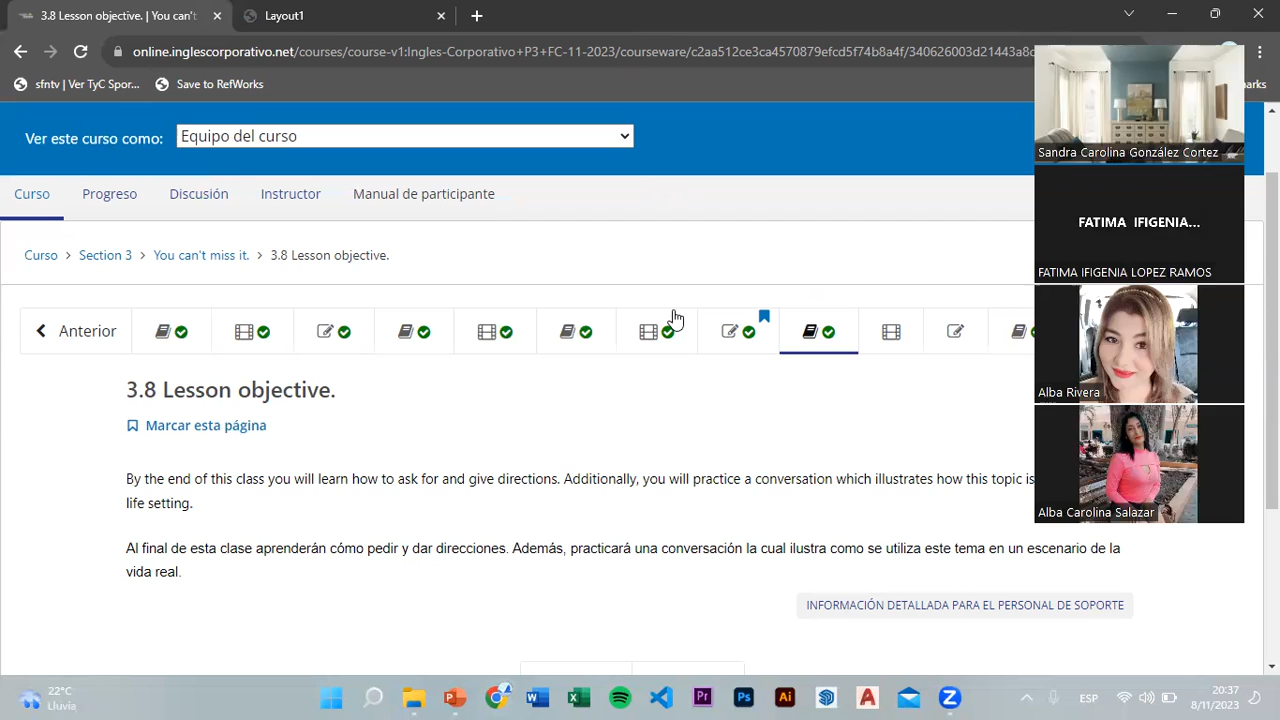 3.8 Lesson objective. | You can't
Layout1
online.inglescorporativo.net/courses/course-v1:Ingles-Corporativo+P3+FC-11-2023/courseware/c2aa512ce3ca4570879efcd5f74b8a4f/340626003d21443a8c
sfntv | Ver TyC Spor...
Save to RefWorks
Ver este curso como:
Equipo del curso
Curso
Progreso
Discusión
Instructor
Manual de participante
Curso > Section 3 > You can't miss it. > 3.8 Lesson objective.
Anterior
3.8 Lesson objective.
Marcar esta página
By the end of this class you will learn how to ask for and give directions. Additionally, you will practice a conversation which illustrates how this topic is
life setting.
Al final de esta clase aprenderán cómo pedir y dar direcciones. Además, practicará una conversación la cual ilustra como se utiliza este tema en un escenario de la
vida real.
INFORMACIÓN DETALLADA PARA EL PERSONAL DE SOPORTE
Sandra Carolina González Cortez
FATIMA IFIGENIA...
FATIMA IFIGENIA LOPEZ RAMOS
Alba Rivera
Alba Carolina Salazar
22°C
Lluvia
ESP
20:37
8/11/2023